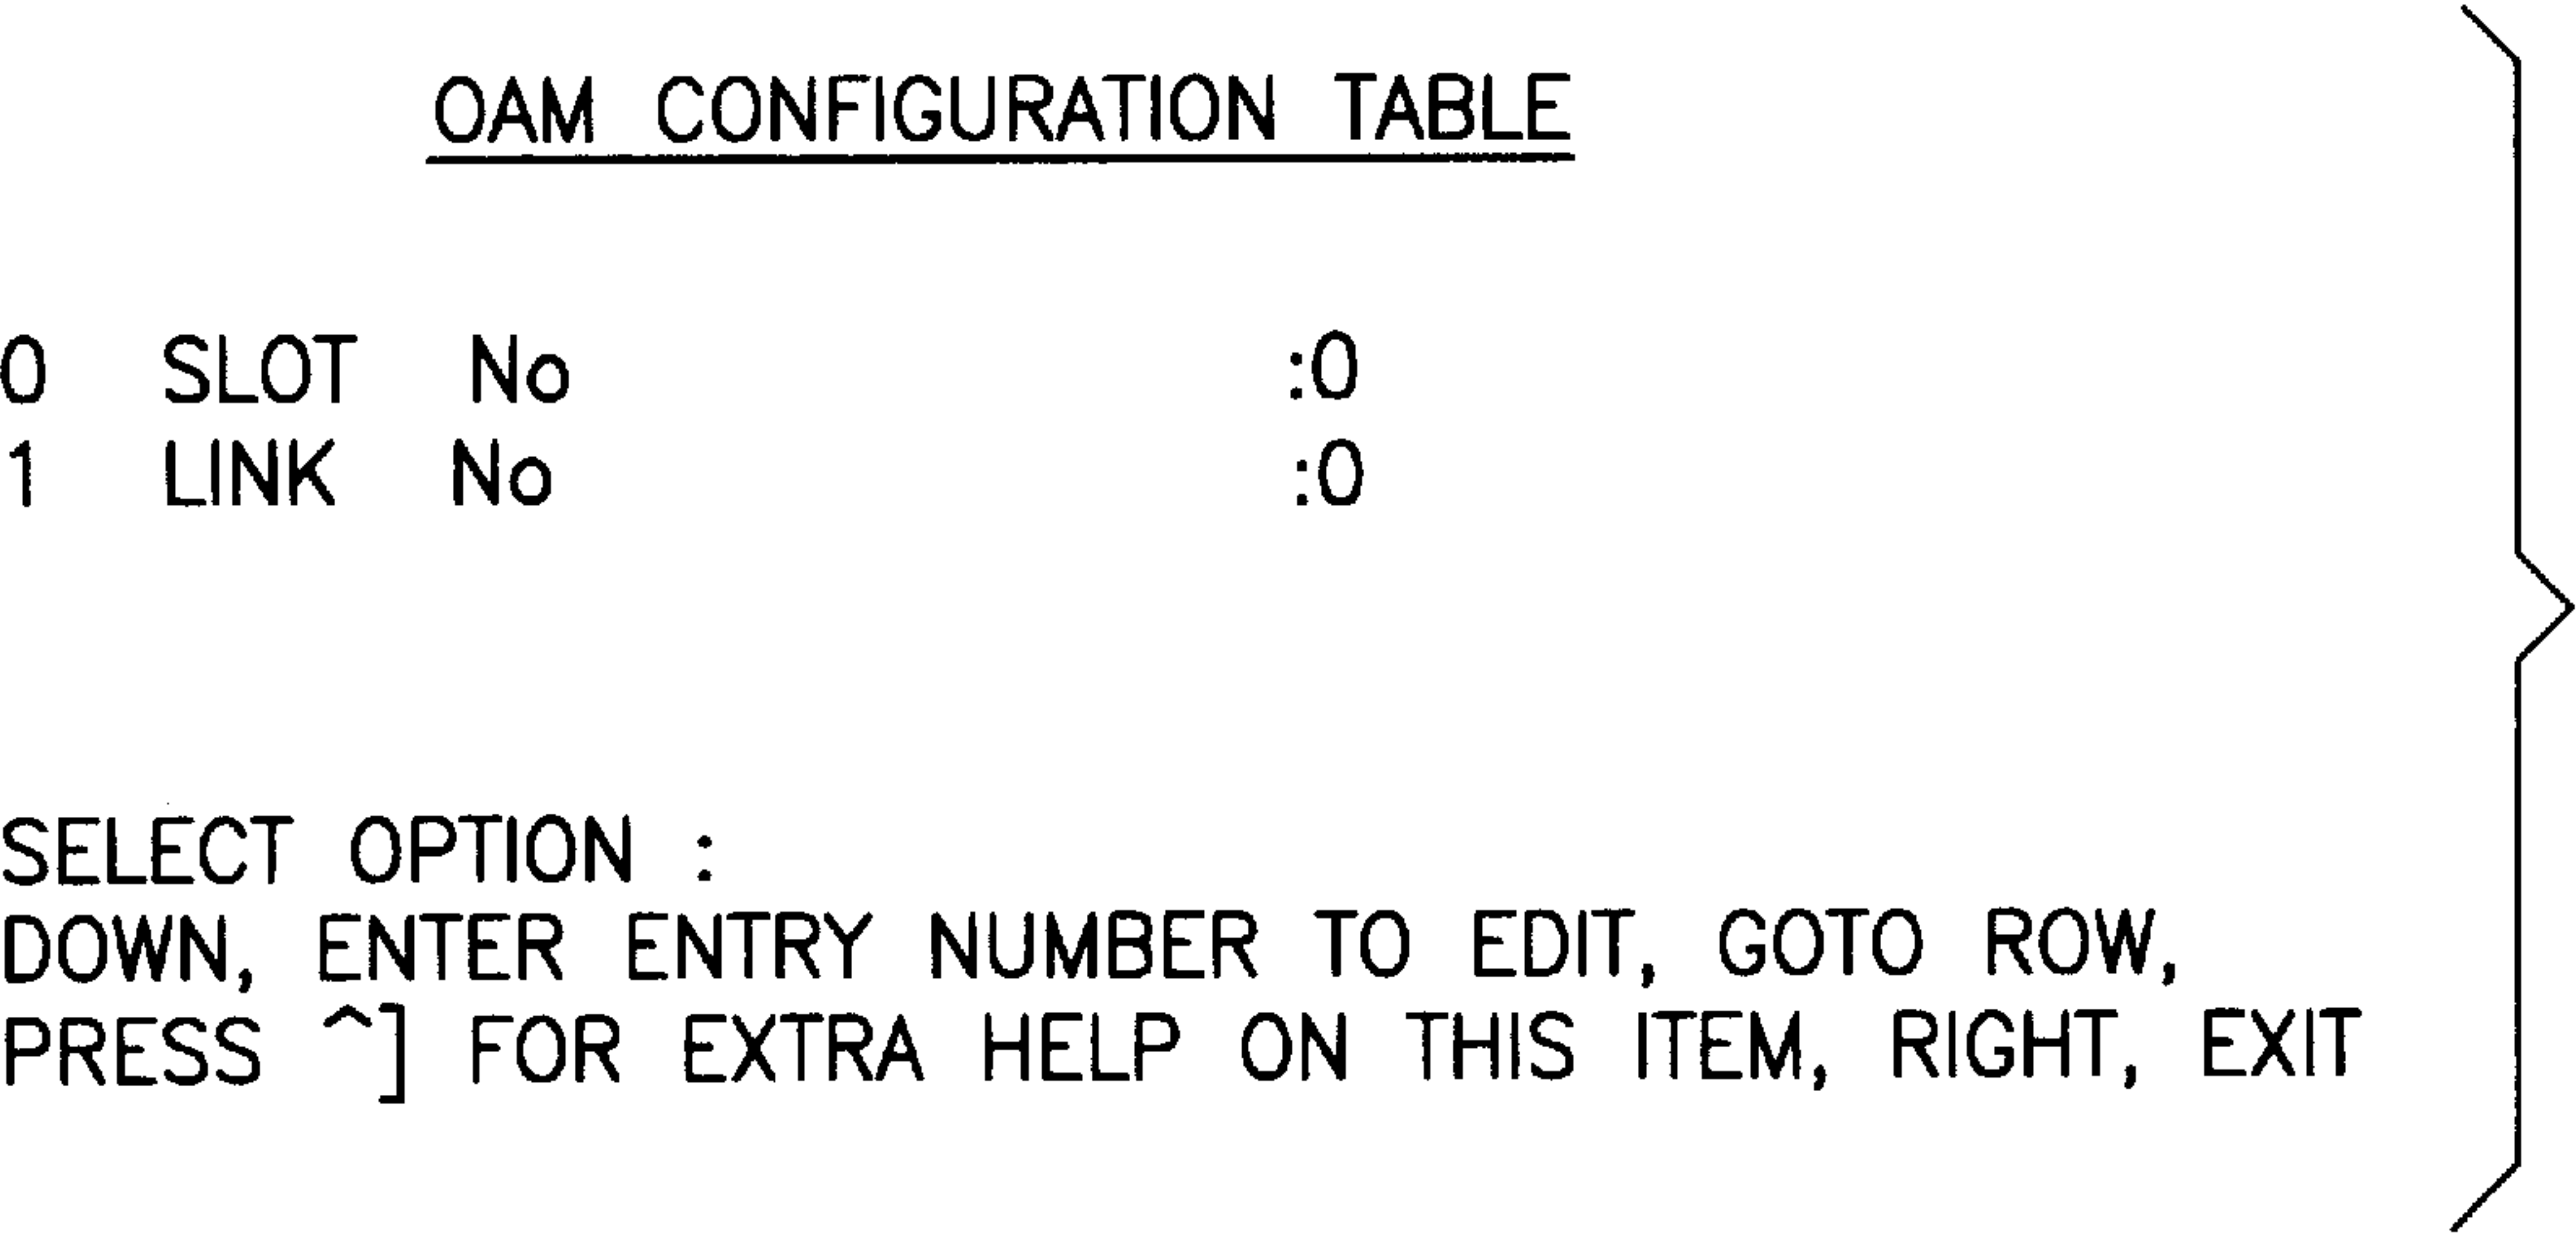 OAM CONFIGURATION TABLE
0 SLOT No :0
1 LINK No :0
SELECT OPTION :
DOWN, ENTER ENTRY NUMBER TO EDIT, GOTO ROW,
PRESS ^] FOR EXTRA HELP ON THIS ITEM, RIGHT, EXIT